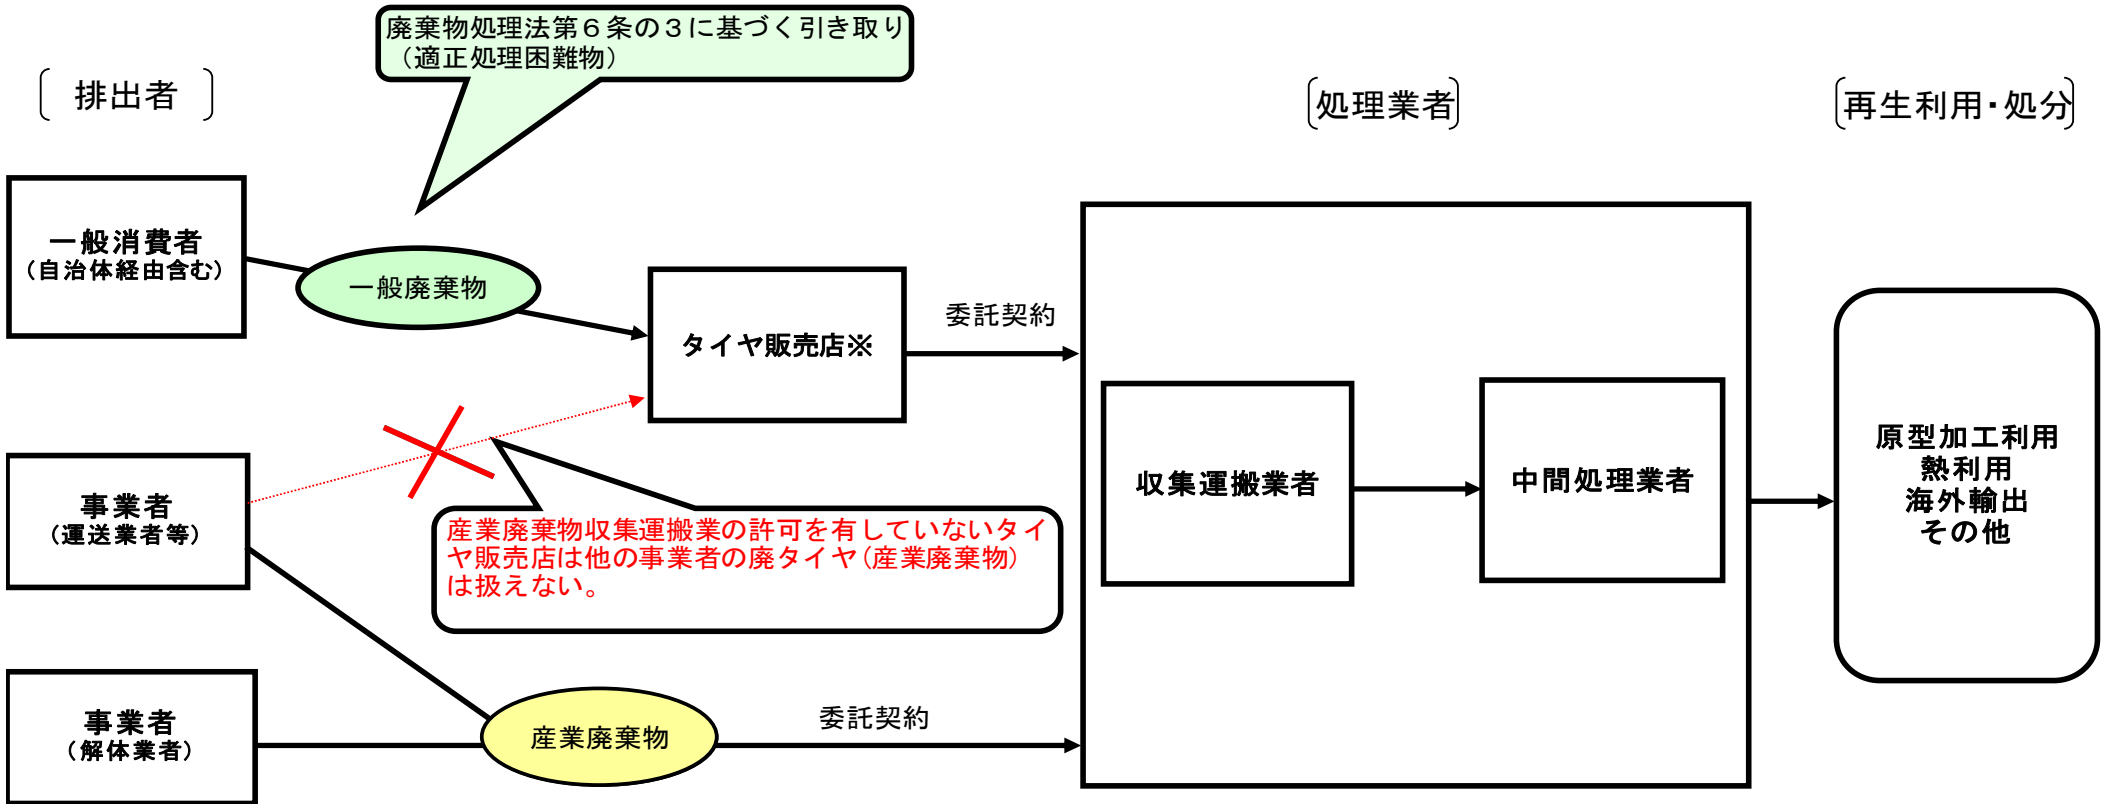 廃棄物処理法第６条の３に基づく引き取り
（適正処理困難物）
排出者
処理業者
再生利用・処分
一般消費者
（自治体経由含む）
一般廃棄物
タイヤ販売店※
委託契約
事業者
（運送業者等）
産業廃棄物収集運搬業の許可を有していないタイ
ヤ販売店は他の事業者の廃タイヤ（産業廃棄物）
は扱えない。
収集運搬業者
中間処理業者
原型加工利用
熱利用
海外輸出
その他
事業者
（解体業者）
産業廃棄物
委託契約